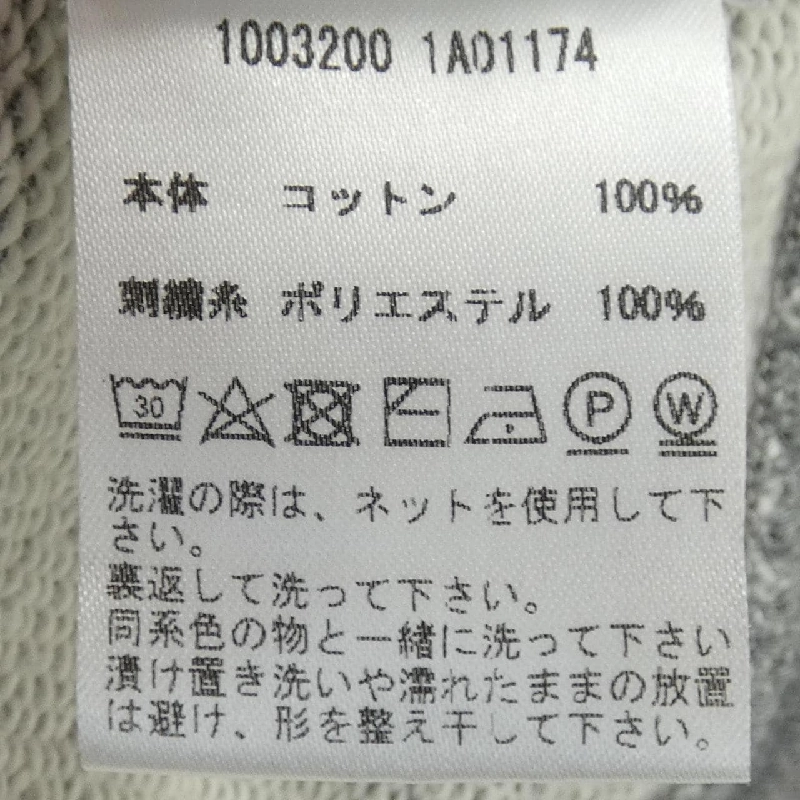 1003200 1A01174
本体 コットン 100%
刺繍糸 ポリエステル 100%
30 P W
洗濯の際は、ネットを使用して下
さい。
裏返して洗って下さい。
同系色の物と一緒に洗って下さい
漬け置き洗いや濡れたままの放置
は避け、形を整え干して下さい。